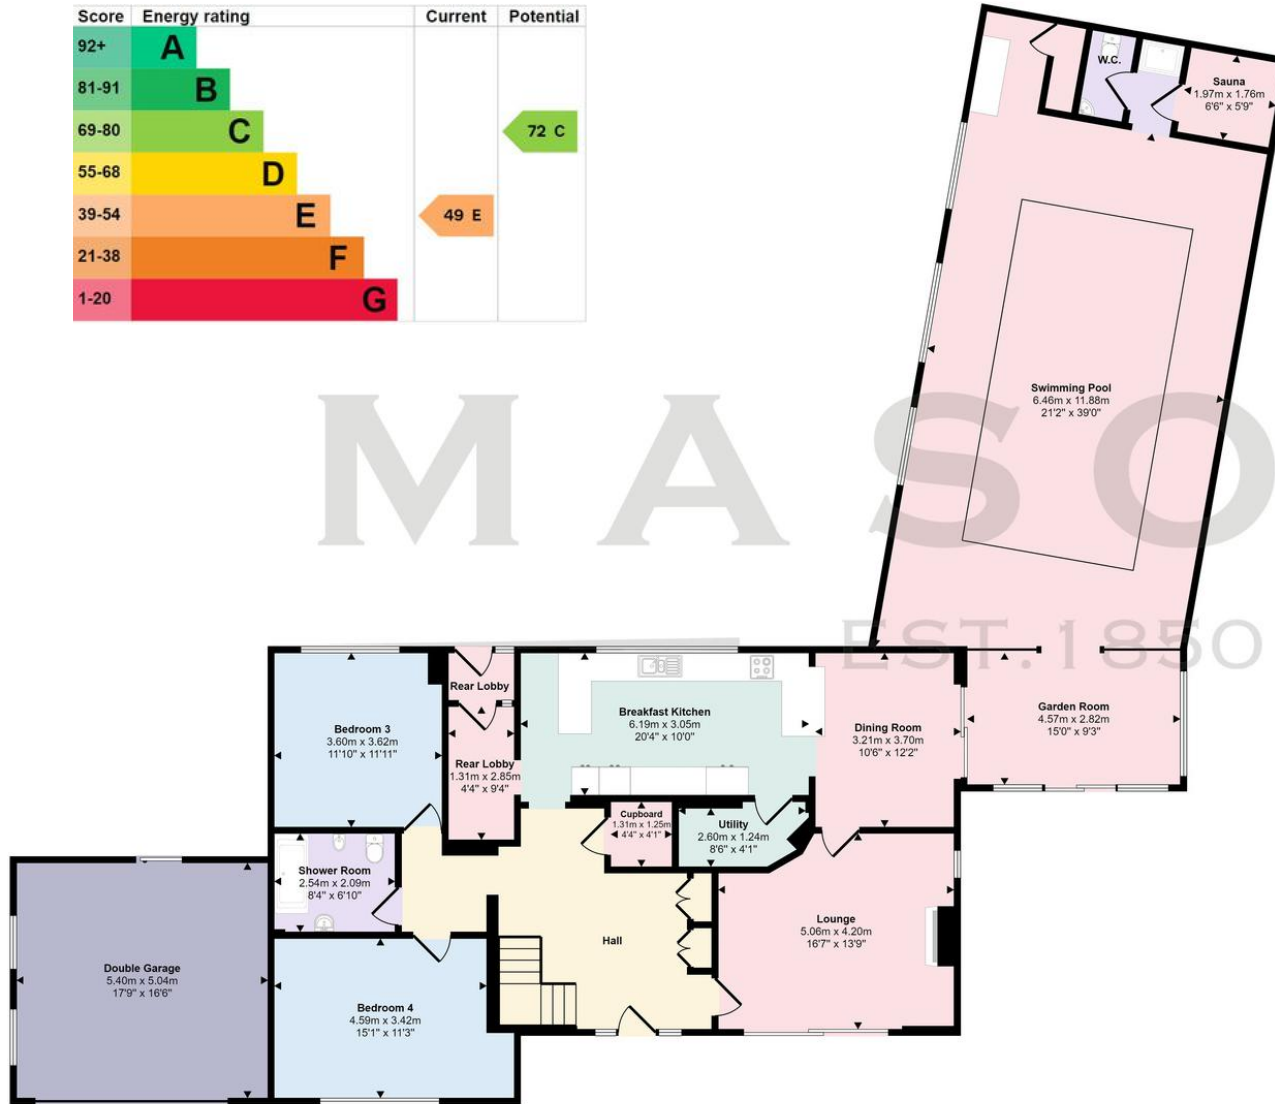 Score Energy rating Current Potential
92+ A
81-91 B
69-80 C 72 C
55-68 D
39-54 E 49 E
21-38 F
1-20 G
W.C.
Sauna
1.97m x 1.76m
6'6" x 5'9"
Swimming Pool
6.46m x 11.88m
21'2" x 39'0"
MASO
EST.1850
Rear Lobby
Bedroom 3
3.60m x 3.62m
11'10" x 11'11"
Rear Lobby
1.31m x 2.85m
4'4" x 9'4"
Breakfast Kitchen
6.19m x 3.05m
20'4" x 10'0"
Dining Room
3.21m x 3.70m
10'6" x 12'2"
Garden Room
4.57m x 2.82m
15'0" x 9'3"
Cupboard
1.31m x 1.25m
4'4" x 4'1"
Utility
2.60m x 1.24m
8'6" x 4'1"
Shower Room
2.54m x 2.09m
8'4" x 6'10"
Lounge
5.06m x 4.20m
16'7" x 13'9"
Hall
Double Garage
5.40m x 5.04m
17'9" x 16'6"
Bedroom 4
4.59m x 3.42m
15'1" x 11'3"